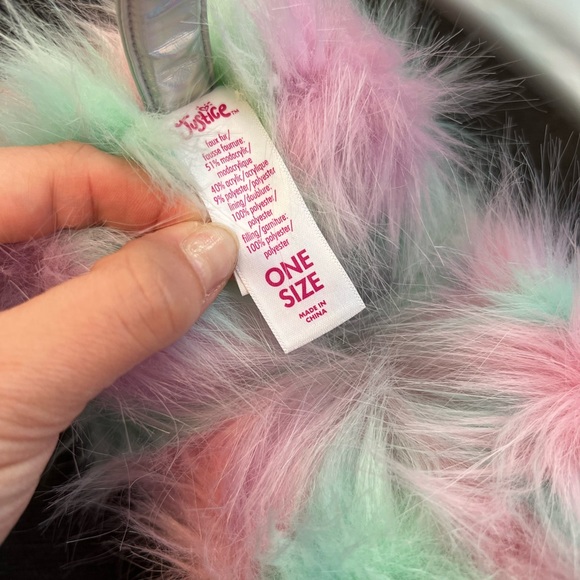 Justice™
faux fur/
fausse fourrure:
51% modacrylic/
modacrylique
40% acrylic/acrylique
9% polyester/polyester
lining/doublure:
100% polyester/
polyester
filling/garniture:
100% polyester/
polyester
ONE
SIZE
MADE IN
CHINA